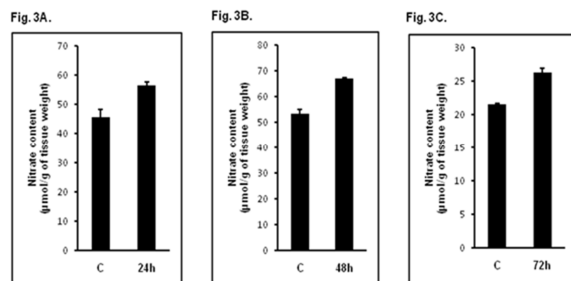 Fig. 3A.
Nitrate content
(µmol/g of tissue weight)
70
60
50
40
30
20
10
0
C 24h
Fig. 3B.
Nitrate content
(µmol/g of tissue weight)
80
70
60
50
40
30
20
10
0
C 48h
Fig. 3C.
Nitrate content
(µmol/g of tissue weight)
30
25
20
15
10
5
0
C 72h